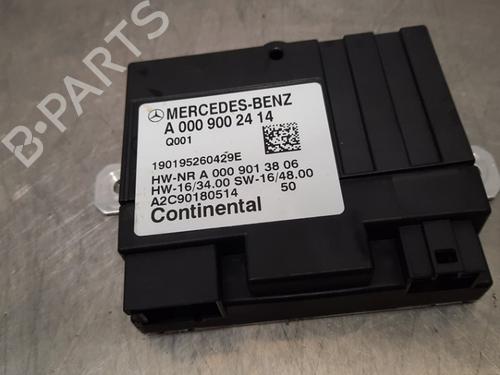 MERCEDES-BENZ
A 000 900 24 14
Q001
190195260429E
HW-NR A 000 901 38 06
HW-16/34.00 SW-16/48.00
A2C90180514 50
Continental
B-PARTS